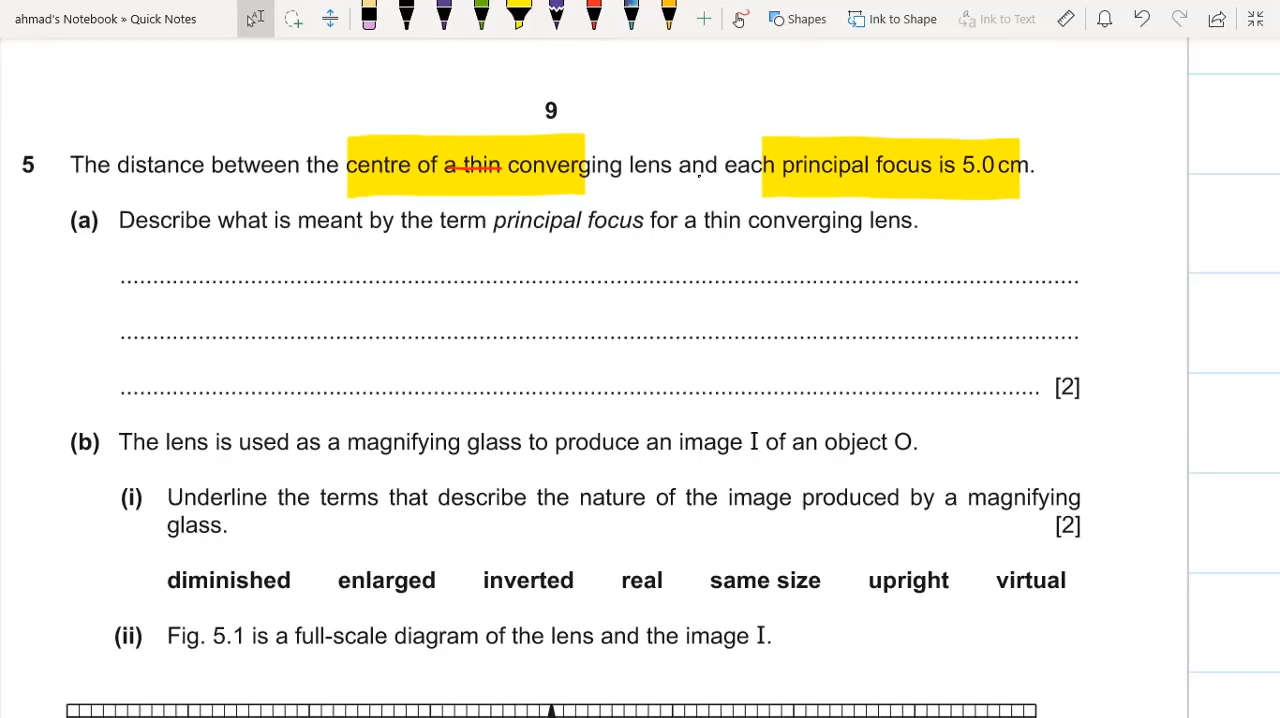 ahmad's Notebook » Quick Notes
Shapes
Ink to Shape
Ink to Text
9
5 The distance between the centre of a thin converging lens and each principal focus is 5.0 cm.
(a) Describe what is meant by the term principal focus for a thin converging lens.
..........................................................................................................................................
..........................................................................................................................................
..................................................................................................................................... [2]
(b) The lens is used as a magnifying glass to produce an image I of an object O.
(i) Underline the terms that describe the nature of the image produced by a magnifying
glass. [2]
diminished enlarged inverted real same size upright virtual
(ii) Fig. 5.1 is a full-scale diagram of the lens and the image I.